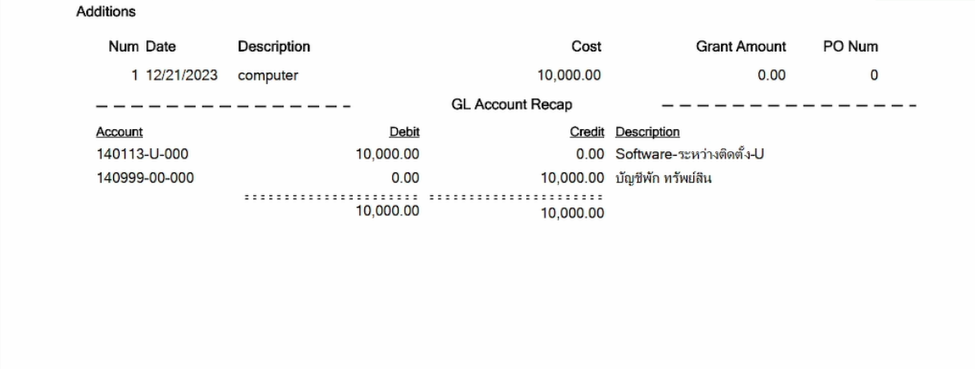 Additions
Num Date Description Cost Grant Amount PO Num
1 12/21/2023 computer 10,000.00 0.00 0
GL Account Recap
Account Debit Credit Description
140113-U-000 10,000.00 0.00 Software-ระหว่างติดตั้ง-U
140999-00-000 0.00 10,000.00 บัญชีพัก ทรัพย์สิน
10,000.00 10,000.00